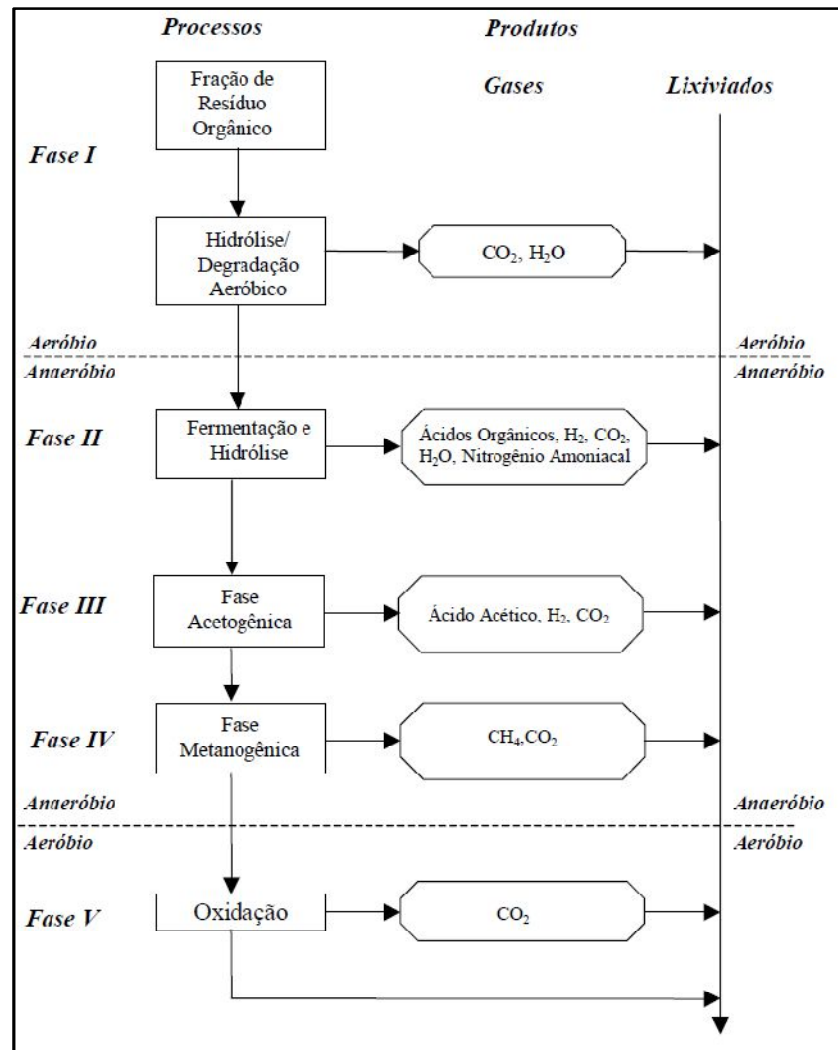 Processos
Produtos
Gases
Lixiviados
Fase I
Fração de
Resíduo
Orgânico
Hidrólise/
Degradação
Aeróbico
CO₂, H₂O
Aeróbio
Aeróbio
Anaeróbio
Anaeróbio
Fase II
Fermentação e
Hidrólise
Ácidos Orgânicos, H₂, CO₂,
H₂O, Nitrogênio Amoniacal
Fase III
Fase
Acetogênica
Ácido Acético, H₂, CO₂
Fase IV
Fase
Metanogênica
CH₄,CO₂
Anaeróbio
Anaeróbio
Aeróbio
Aeróbio
Fase V
Oxidação
CO₂